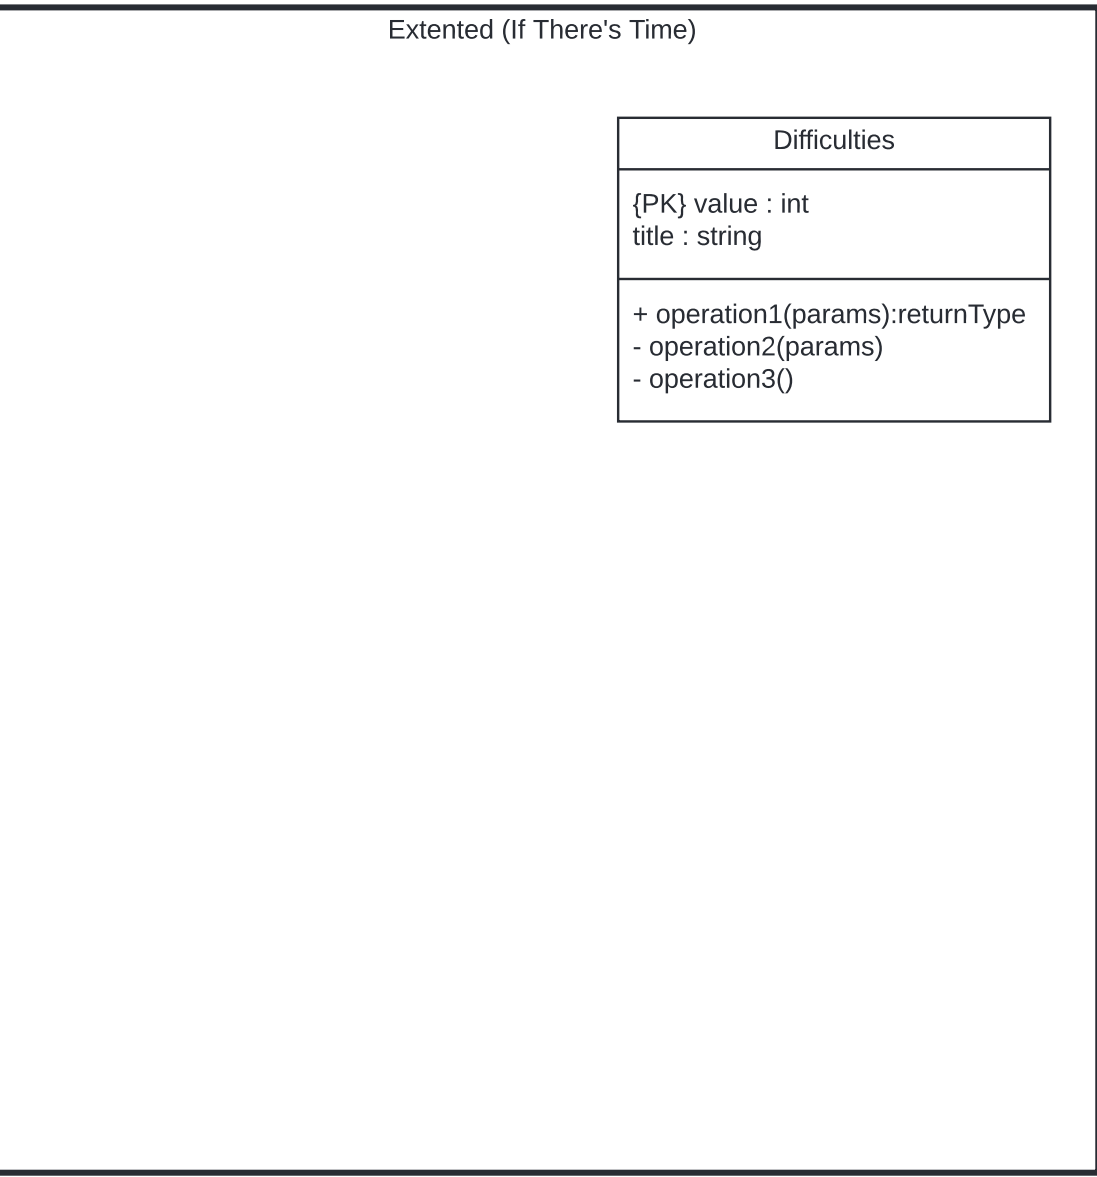 Extented (If There's Time)
Difficulties
{PK} value : int
title : string
+ operation1(params):returnType
- operation2(params)
- operation3()